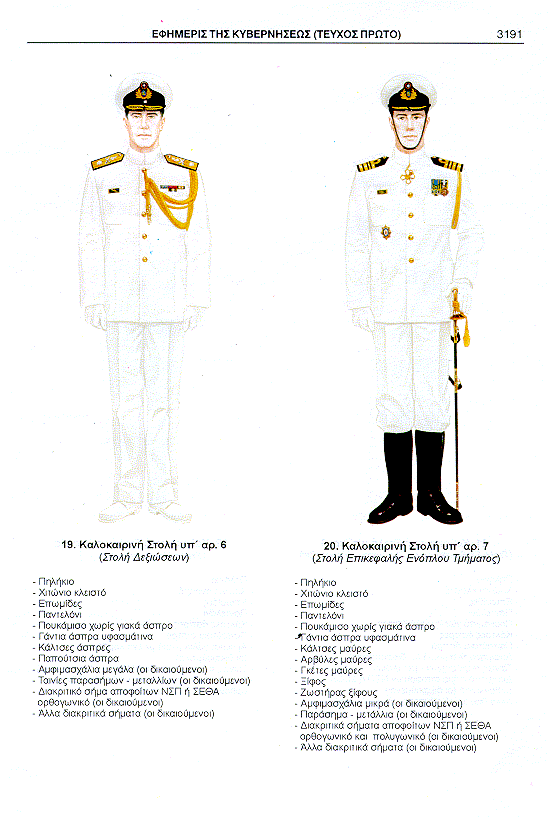 ΕΦΗΜΕΡΙΣ ΤΗΣ ΚΥΒΕΡΝΗΣΕΩΣ (ΤΕΥΧΟΣ ΠΡΩΤΟ)
3191
19. Καλοκαιρινή Στολή υπ΄ αρ. 6
(Στολή Δεξιώσεων)
- Πηλήκιο
- Χιτώνιο κλειστό
- Επωμίδες
- Παντελόνι
- Πουκάμισο χωρίς γιακά άσπρο
- Γάντια άσπρα υφασμάτινα
- Κάλτσες άσπρες
- Παπούτσια άσπρα
- Αμφιμασχάλια μεγάλα (οι δικαιούμενοι)
- Ταινίες παρασήμων - μεταλλίων (οι δικαιούμενοι)
- Διακριτικό σήμα αποφοίτων ΝΣΠ ή ΣΕΘΑ
ορθογωνικό (οι δικαιούμενοι)
- Άλλα διακριτικά σήματα (οι δικαιούμενοι)
20. Καλοκαιρινή Στολή υπ΄ αρ. 7
(Στολή Επικεφαλής Ενόπλου Τμήματος)
- Πηλήκιο
- Χιτώνιο κλειστό
- Επωμίδες
- Παντελόνι
- Πουκάμισο χωρίς γιακά άσπρο
- Γάντια άσπρα υφασμάτινα
- Κάλτσες μαύρες
- Αρβύλες μαύρες
- Γκέτες μαύρες
- Ξίφος
- Ζωστήρας ξίφους
- Αμφιμασχάλια μικρά (οι δικαιούμενοι)
- Παράσημα - μετάλλια (οι δικαιούμενοι)
- Διακριτικά σήματα αποφοίτων ΝΣΠ ή ΣΕΘΑ
ορθογωνικό και πολυγωνικό (οι δικαιούμενοι)
- Άλλα διακριτικά σήματα (οι δικαιούμενοι)